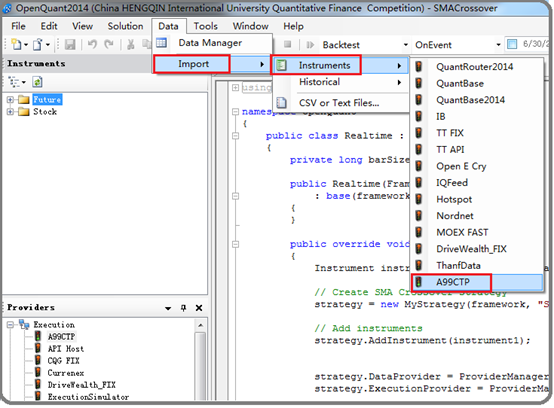 OpenQuant2014 (China HENGQIN International University Quantitative Finance Competition) - SMACrossover
File Edit View Solution Data Tools Window Help
Data Manager
Import
Backtest OnEvent 6/30/2
Instruments
Historical
CSV or Text Files...
QuantRouter2014
QuantBase
QuantBase2014
IB
TT FIX
TT API
Open E Cry
IQFeed
Hotspot
Nordnet
MOEX FAST
DriveWealth_FIX
ThanfData
A99CTP
Instruments
Future
Stock
Providers
Execution
A99CTP
API Host
CQG FIX
Currenex
DriveWealth_FIX
ExecutionSimulator
using
namespace OpenQuant
{
public class Realtime :
{
private long barSize
public Realtime(Fram
: base(framework
{
}
public override void
{
Instrument instr
// Create SMA Crossover strategy
strategy = new MyStrategy(framework, "S
// Add instruments
strategy.AddInstrument(instrument1);
strategy.DataProvider = ProviderManager
strategy.ExecutionProvider = ProviderMa